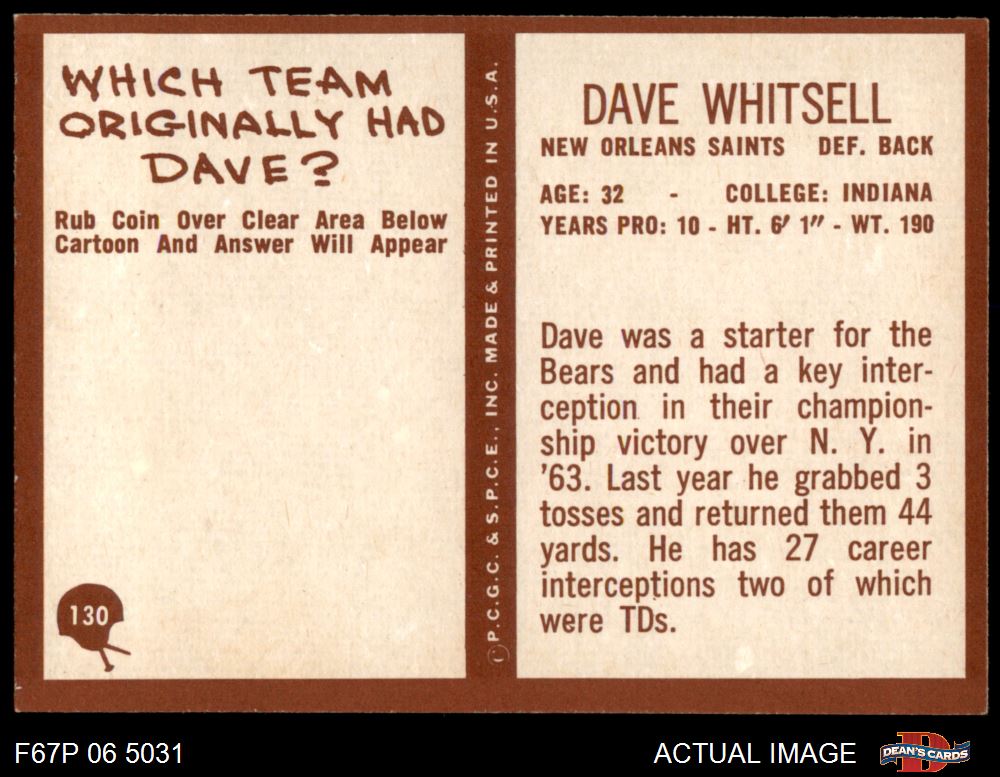 WHICH TEAM
ORIGINALLY HAD
DAVE?
Rub Coin Over Clear Area Below
Cartoon And Answer Will Appear
130
P.C.G.C. & S.P.C.E., INC. MADE & PRINTED IN U.S.A.
DAVE WHITSELL
NEW ORLEANS SAINTS DEF. BACK
AGE: 32 - COLLEGE: INDIANA
YEARS PRO: 10 - HT. 6' 1" - WT. 190
Dave was a starter for the
Bears and had a key inter-
ception in their champion-
ship victory over N. Y. in
'63. Last year he grabbed 3
tosses and returned them 44
yards. He has 27 career
interceptions two of which
were TDs.
F67P 06 5031
ACTUAL IMAGE
D
DEAN'S CARDS